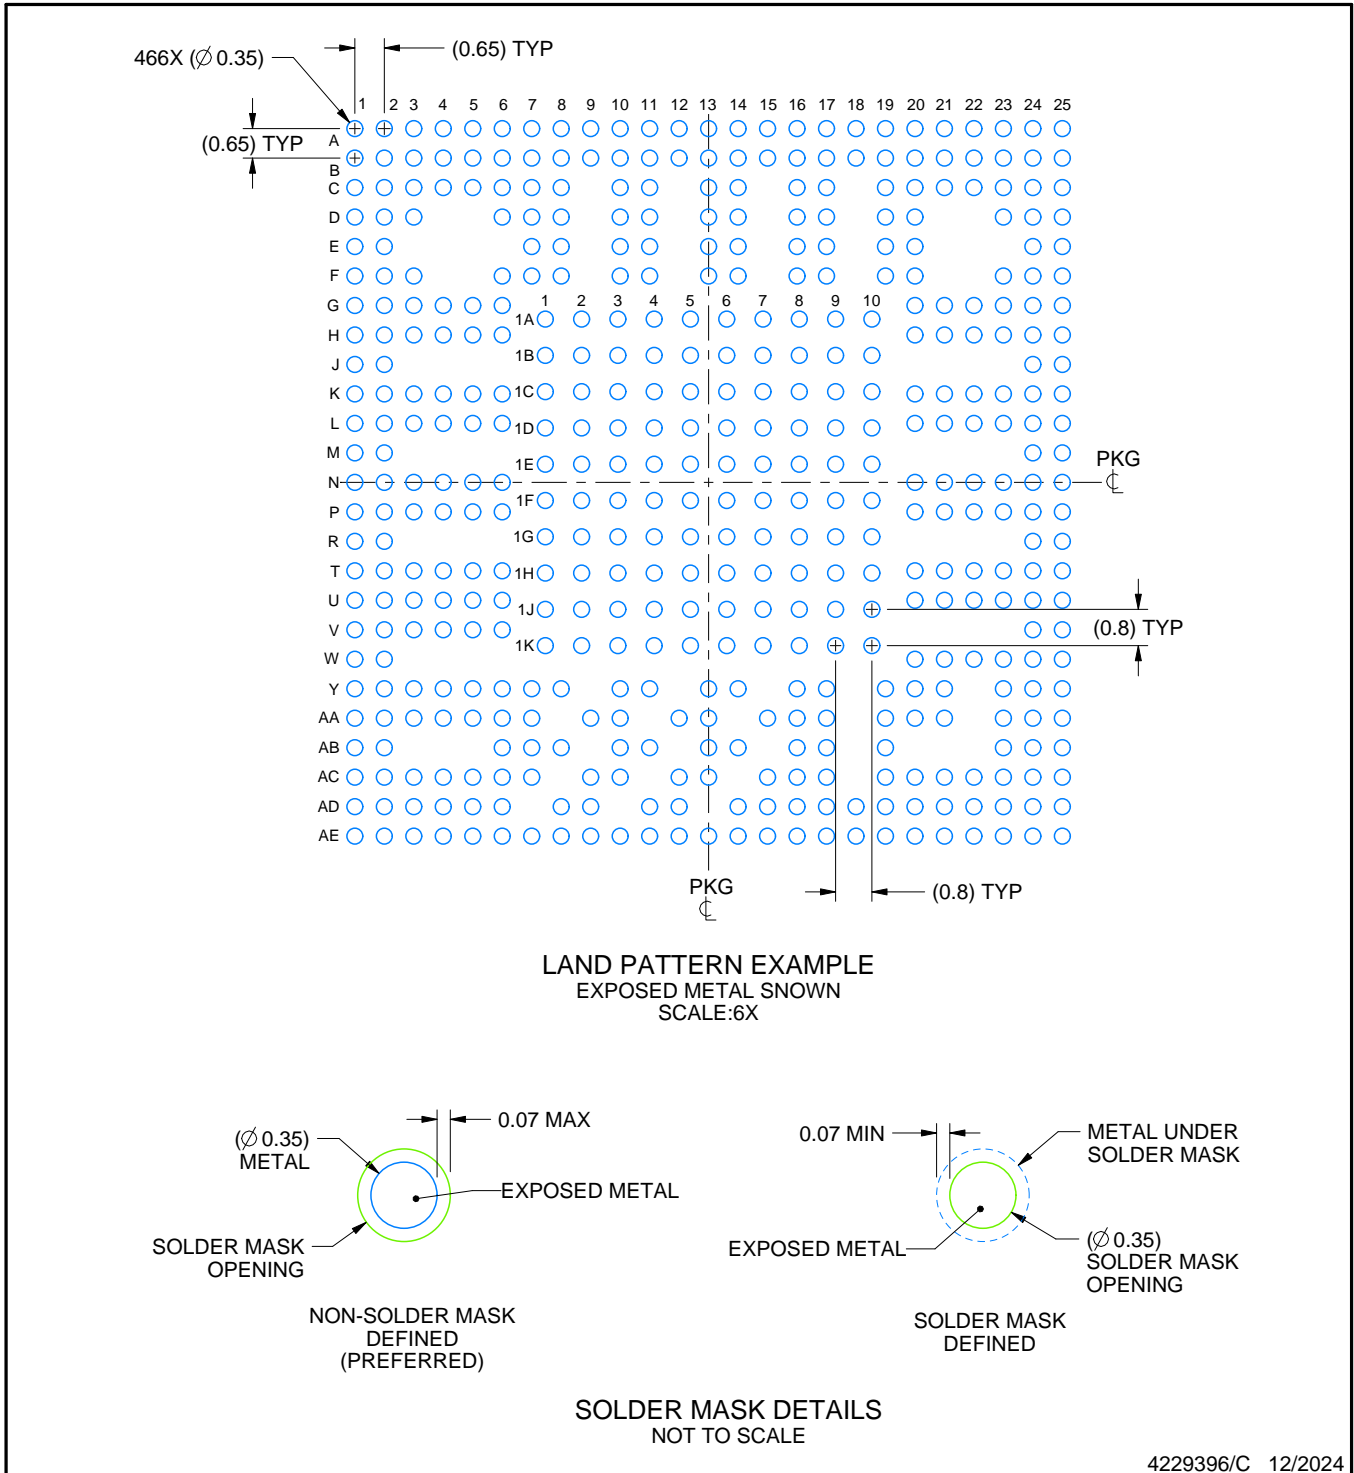 466X (Ø 0.35)
(0.65) TYP
(0.65) TYP
1 2 3 4 5 6 7 8 9 10 11 12 13 14 15 16 17 18 19 20 21 22 23 24 25
A
B
C
D
E
F
G
H
J
K
L
M
N
P
R
T
U
V
W
Y
AA
AB
AC
AD
AE
1 2 3 4 5 6 7 8 9 10
1A
1B
1C
1D
1E
1F
1G
1H
1J
1K
PKG
℄
(0.8) TYP
(0.8) TYP
PKG
℄
LAND PATTERN EXAMPLE
EXPOSED METAL SNOWN
SCALE:6X
(Ø 0.35)
METAL
0.07 MAX
EXPOSED METAL
SOLDER MASK
OPENING
NON-SOLDER MASK
DEFINED
(PREFERRED)
0.07 MIN
METAL UNDER
SOLDER MASK
EXPOSED METAL
(Ø 0.35)
SOLDER MASK
OPENING
SOLDER MASK
DEFINED
SOLDER MASK DETAILS
NOT TO SCALE
4229396/C 12/2024